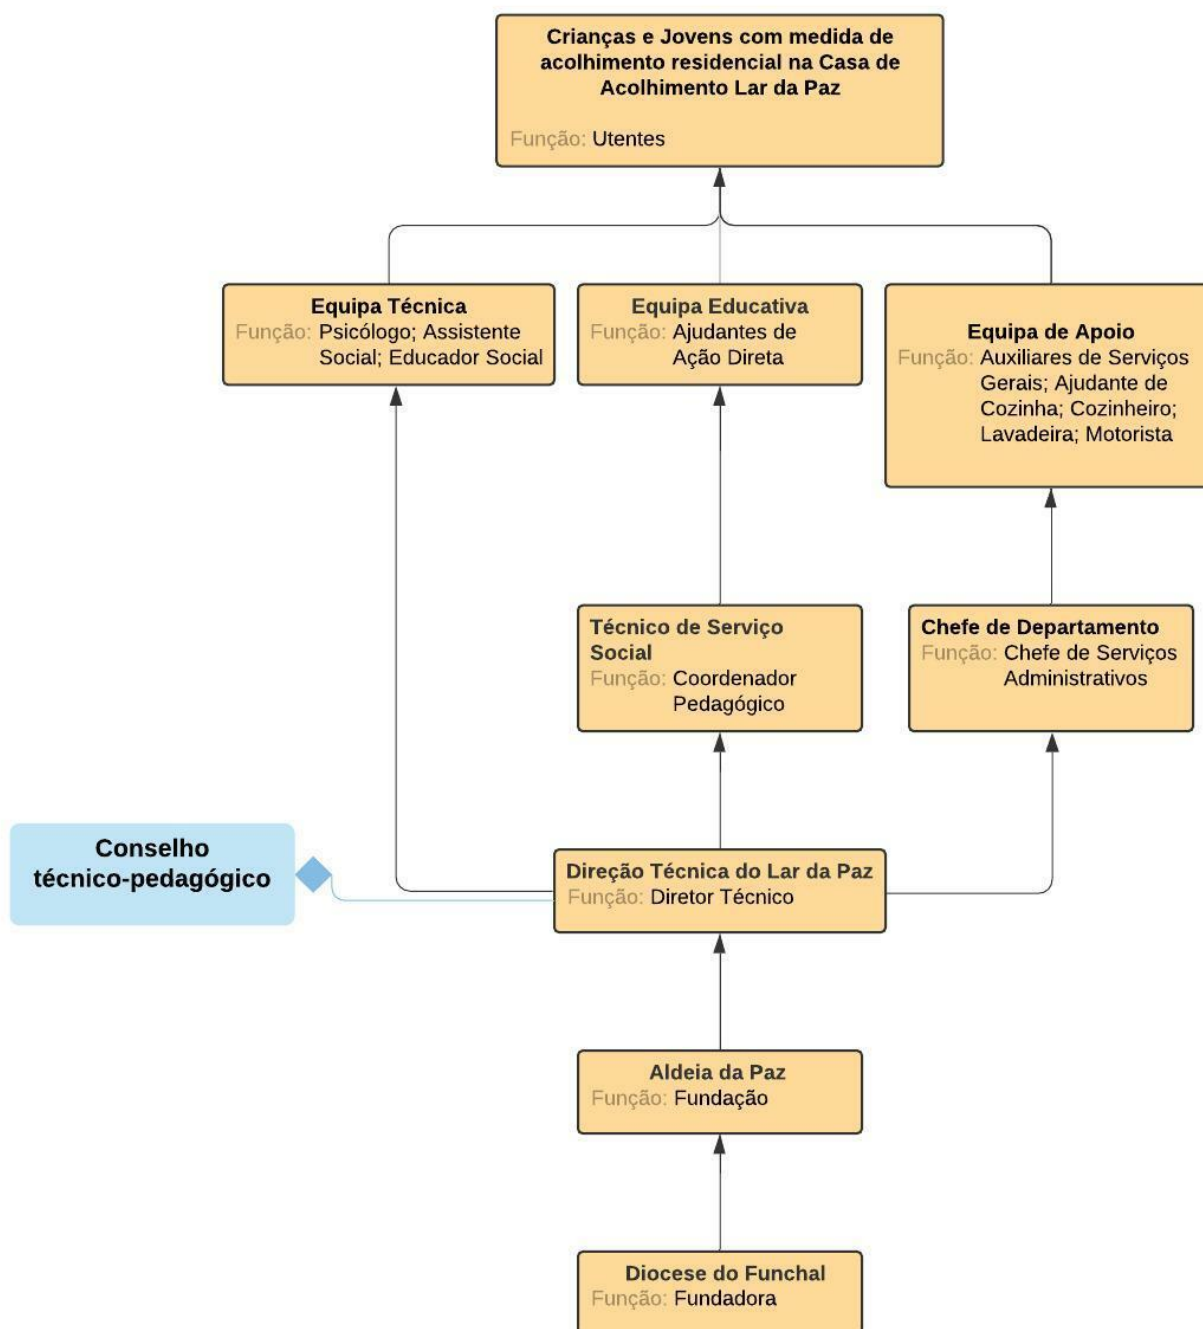 Crianças e Jovens com medida de
acolhimento residencial na Casa de
Acolhimento Lar da Paz
Função: Utentes
Equipa Técnica
Função: Psicólogo; Assistente
Social; Educador Social
Equipa Educativa
Função: Ajudantes de
Ação Direta
Equipa de Apoio
Função: Auxiliares de Serviços
Gerais; Ajudante de
Cozinha; Cozinheiro;
Lavadeira; Motorista
Técnico de Serviço
Social
Função: Coordenador
Pedagógico
Chefe de Departamento
Função: Chefe de Serviços
Administrativos
Conselho
técnico-pedagógico
Direção Técnica do Lar da Paz
Função: Diretor Técnico
Aldeia da Paz
Função: Fundação
Diocese do Funchal
Função: Fundadora